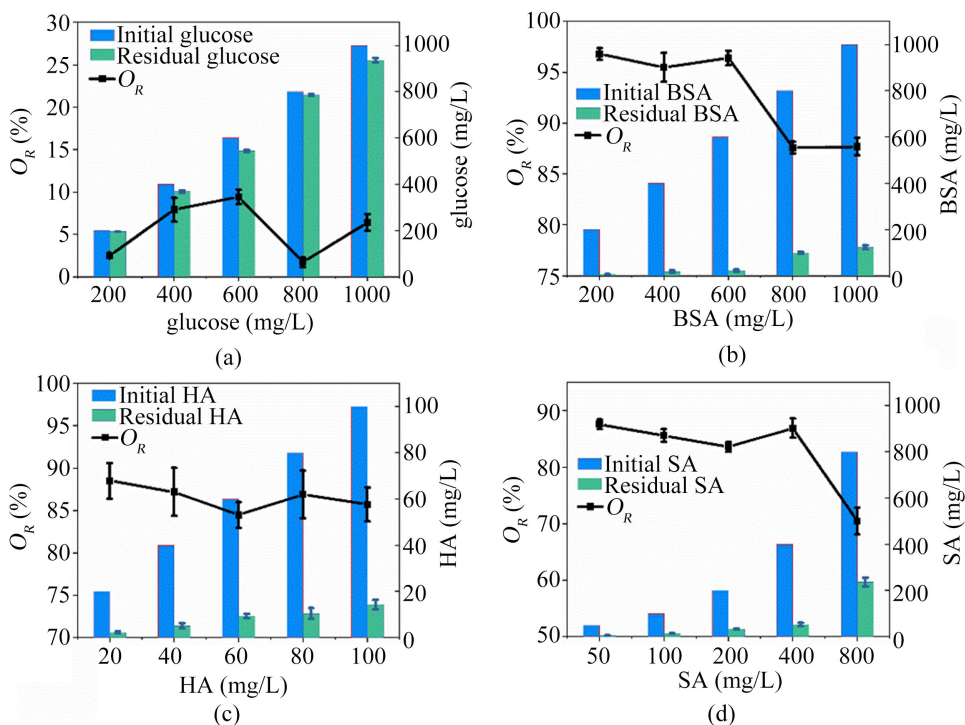 Initial glucose
Residual glucose
O_R
30
25
20
15
10
5
0
O_R (%)
1000
800
600
400
200
0
glucose (mg/L)
200 400 600 800 1000
glucose (mg/L)
(a)
Initial BSA
Residual BSA
O_R
100
95
90
85
80
75
O_R (%)
1000
800
600
400
200
0
BSA (mg/L)
200 400 600 800 1000
BSA (mg/L)
(b)
Initial HA
Residual HA
O_R
100
95
90
85
80
75
70
O_R (%)
100
80
60
40
20
0
HA (mg/L)
20 40 60 80 100
HA (mg/L)
(c)
Initial SA
Residual SA
O_R
90
80
70
60
50
O_R (%)
1000
800
600
400
200
0
SA (mg/L)
50 100 200 400 800
SA (mg/L)
(d)